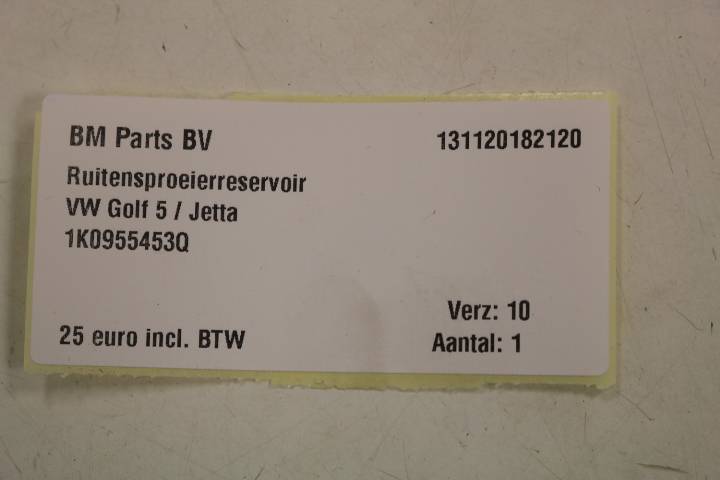 BM Parts BV 131120182120
Ruitensproeierreservoir
VW Golf 5 / Jetta
1K0955453Q
Verz: 10
25 euro incl. BTW Aantal: 1